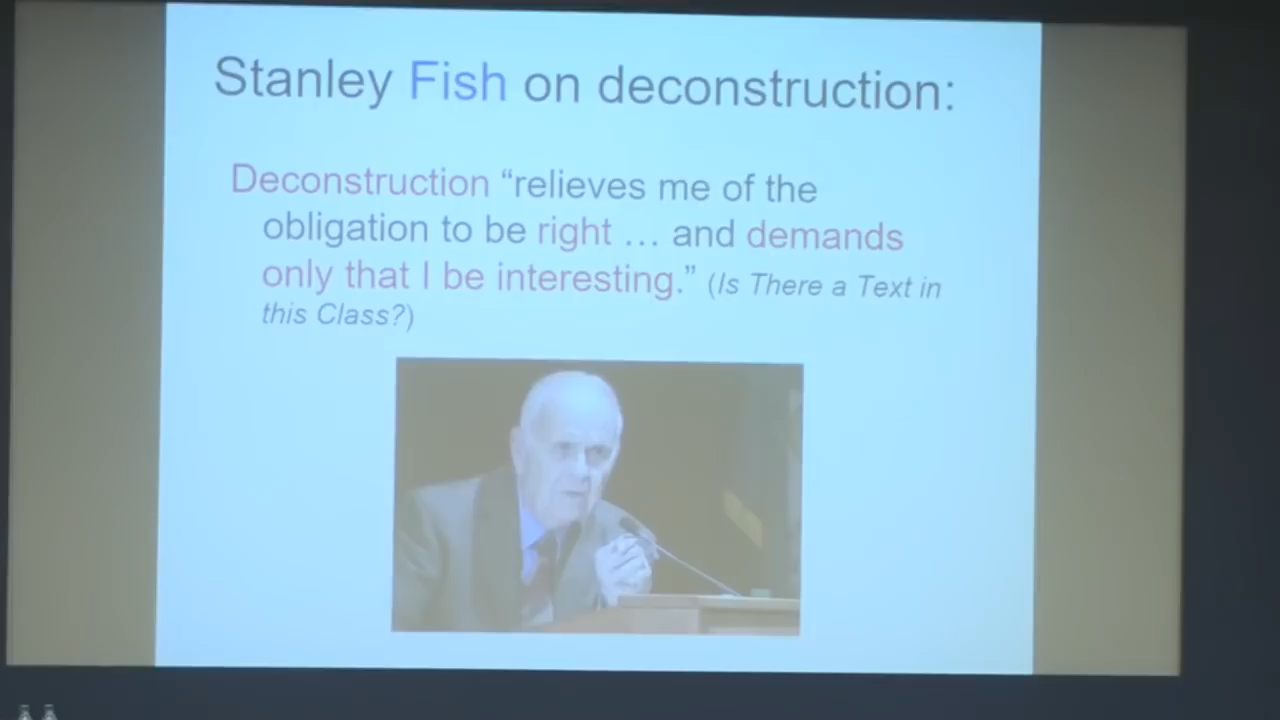 Stanley Fish on deconstruction:
Deconstruction “relieves me of the
obligation to be right … and demands
only that I be interesting.” (Is There a Text in
this Class?)